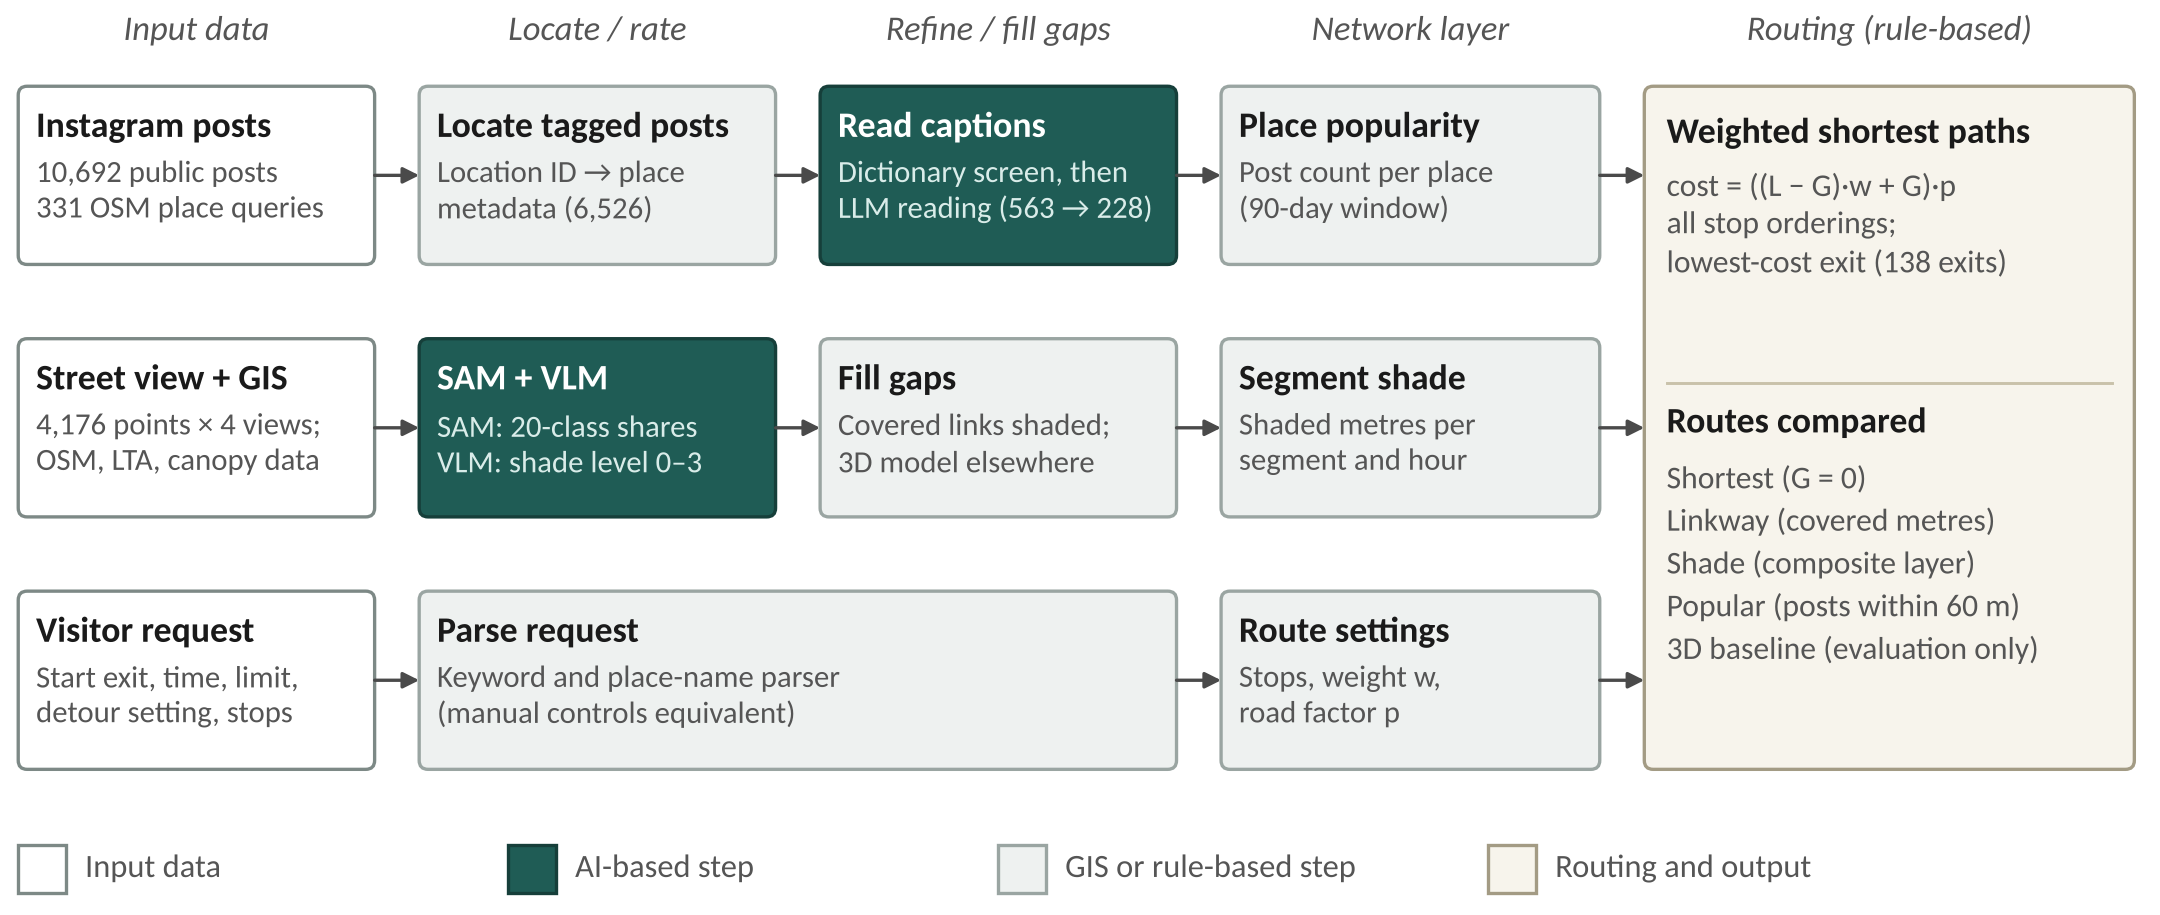 Input data
Locate / rate
Refine / fill gaps
Network layer
Routing (rule-based)
Instagram posts
10,692 public posts
331 OSM place queries
Locate tagged posts
Location ID → place
metadata (6,526)
Read captions
Dictionary screen, then
LLM reading (563 → 228)
Place popularity
Post count per place
(90-day window)
Weighted shortest paths
cost = ((L − G)·w + G)·p
all stop orderings;
lowest-cost exit (138 exits)
Street view + GIS
4,176 points × 4 views;
OSM, LTA, canopy data
SAM + VLM
SAM: 20-class shares
VLM: shade level 0–3
Fill gaps
Covered links shaded;
3D model elsewhere
Segment shade
Shaded metres per
segment and hour
Routes compared
Shortest (G = 0)
Linkway (covered metres)
Shade (composite layer)
Popular (posts within 60 m)
3D baseline (evaluation only)
Visitor request
Start exit, time, limit,
detour setting, stops
Parse request
Keyword and place-name parser
(manual controls equivalent)
Route settings
Stops, weight w,
road factor p
Input data
AI-based step
GIS or rule-based step
Routing and output